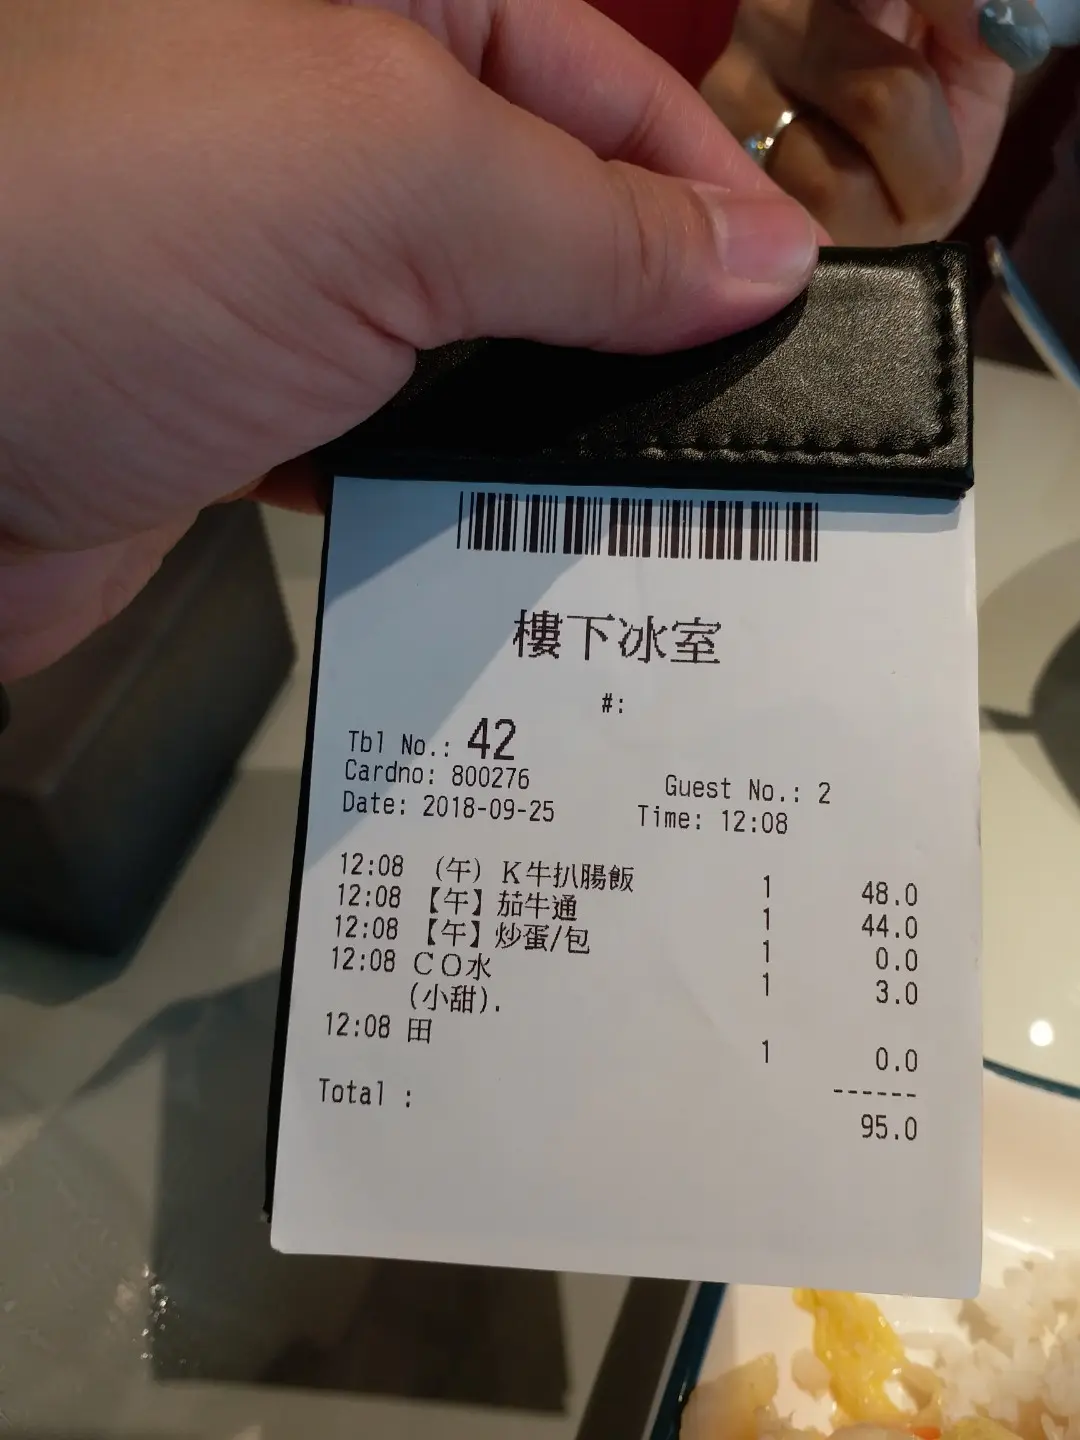 樓下冰室
#:
Tbl No.: 42
Cardno: 800276 Guest No.: 2
Date: 2018-09-25 Time: 12:08
12:08 (午) K牛扒腸飯 1 48.0
12:08 【午】茄牛通 1 44.0
12:08 【午】炒蛋/包 1 0.0
12:08 CO水 1 3.0
(小甜).
12:08 田 1 0.0
------
Total : 95.0